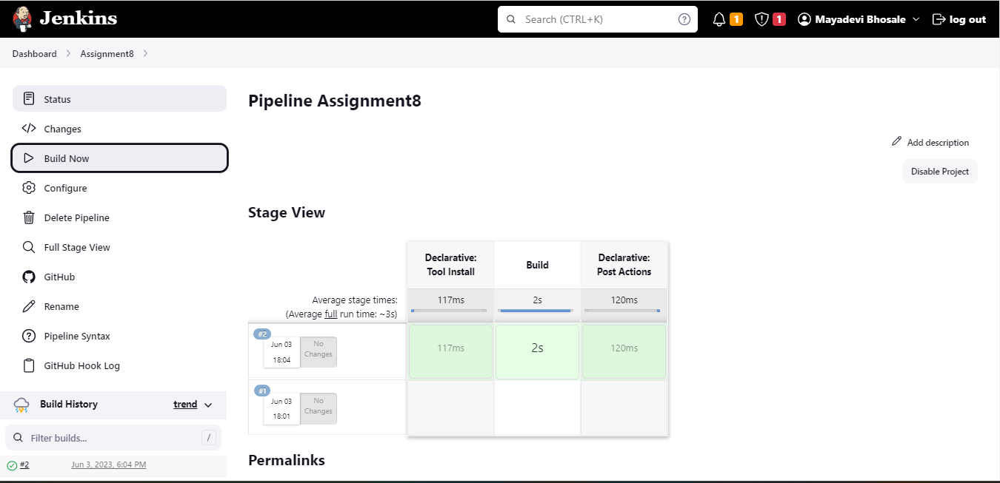 Jenkins
Search (CTRL+K)
1
1
Mayadevi Bhosale
log out
Dashboard
Assignment8
Status
Changes
Build Now
Configure
Delete Pipeline
Full Stage View
GitHub
Rename
Pipeline Syntax
GitHub Hook Log
Build History
trend
Filter builds...
/
#2
Jun 3, 2023, 6:04 PM
Pipeline Assignment8
Add description
Disable Project
Stage View
Declarative:
Tool Install
Build
Declarative:
Post Actions
Average stage times:
(Average full run time: ~3s)
117ms
2s
120ms
#2
Jun 03
18:04
No
Changes
117ms
2s
120ms
#1
Jun 03
18:01
No
Changes
Permalinks